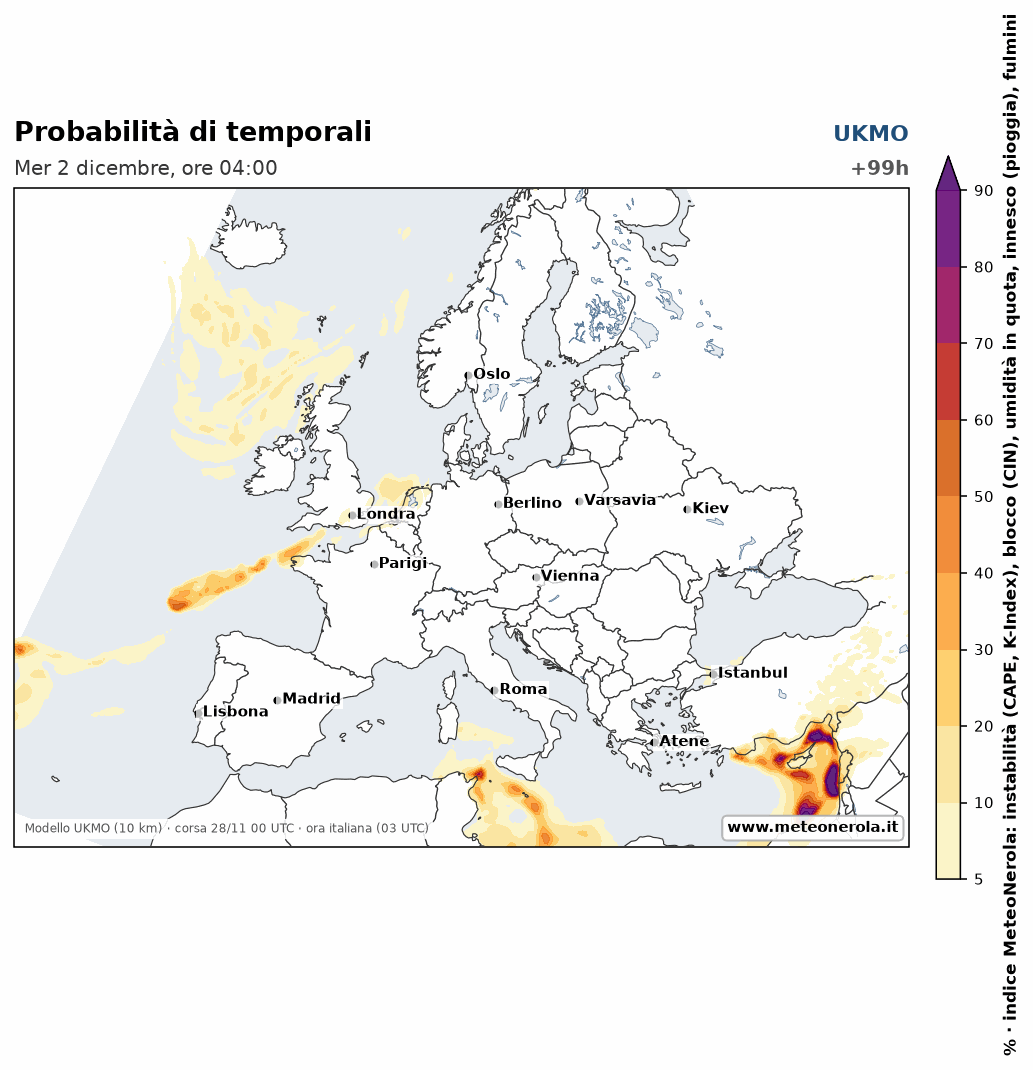 Probabilità di temporali
UKMO
Mer 2 dicembre, ore 04:00
+99h
Oslo
Londra
Berlino
Varsavia
Kiev
Parigi
Vienna
Istanbul
Roma
Madrid
Lisbona
Atene
Modello UKMO (10 km) · corsa 28/11 00 UTC · ora italiana (03 UTC)
www.meteonerola.it
90
80
70
60
50
40
30
20
10
5
% · indice MeteoNerola: instabilità (CAPE, K-Index), blocco (CIN), umidità in quota, innesco (pioggia), fulmini